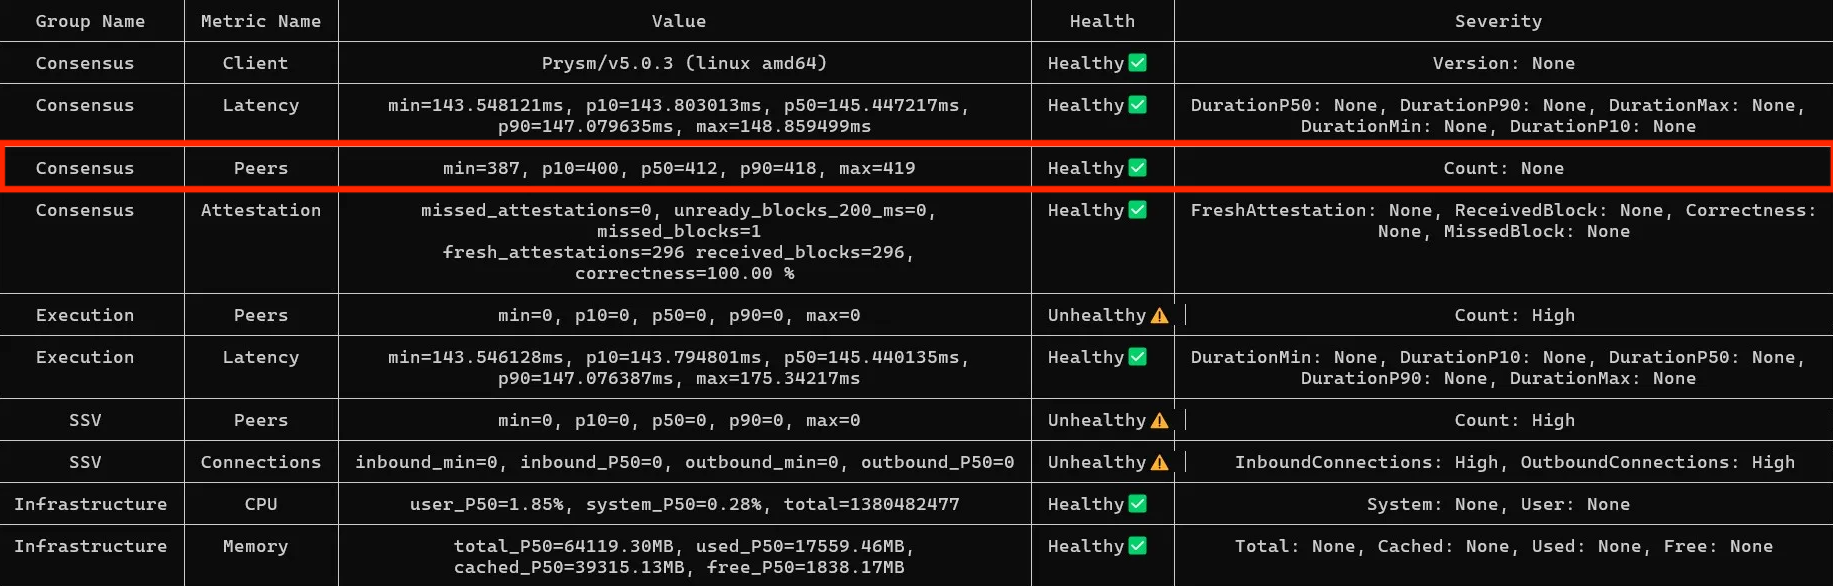 Group Name Metric Name Value Health Severity
Consensus Client Prysm/v5.0.3 (linux amd64) Healthy✅ Version: None
Consensus Latency min=143.548121ms, p10=143.803013ms, p50=145.447217ms, Healthy✅ DurationP50: None, DurationP90: None, DurationMax: None,
p90=147.079635ms, max=148.859499ms DurationMin: None, DurationP10: None
Consensus Peers min=387, p10=400, p50=412, p90=418, max=419 Healthy✅ Count: None
Consensus Attestation missed_attestations=0, unready_blocks_200_ms=0, Healthy✅ FreshAttestation: None, ReceivedBlock: None, Correctness:
missed_blocks=1 None, MissedBlock: None
fresh_attestations=296 received_blocks=296,
correctness=100.00 %
Execution Peers min=0, p10=0, p50=0, p90=0, max=0 Unhealthy⚠️ Count: High
Execution Latency min=143.546128ms, p10=143.794801ms, p50=145.440135ms, Healthy✅ DurationMin: None, DurationP10: None, DurationP50: None,
p90=147.076387ms, max=175.34217ms DurationP90: None, DurationMax: None
SSV Peers min=0, p10=0, p50=0, p90=0, max=0 Unhealthy⚠️ Count: High
SSV Connections inbound_min=0, inbound_P50=0, outbound_min=0, outbound_P50=0 Unhealthy⚠️ InboundConnections: High, OutboundConnections: High
Infrastructure CPU user_P50=1.85%, system_P50=0.28%, total=1380482477 Healthy✅ System: None, User: None
Infrastructure Memory total_P50=64119.30MB, used_P50=17559.46MB, Healthy✅ Total: None, Cached: None, Used: None, Free: None
cached_P50=39315.13MB, free_P50=1838.17MB